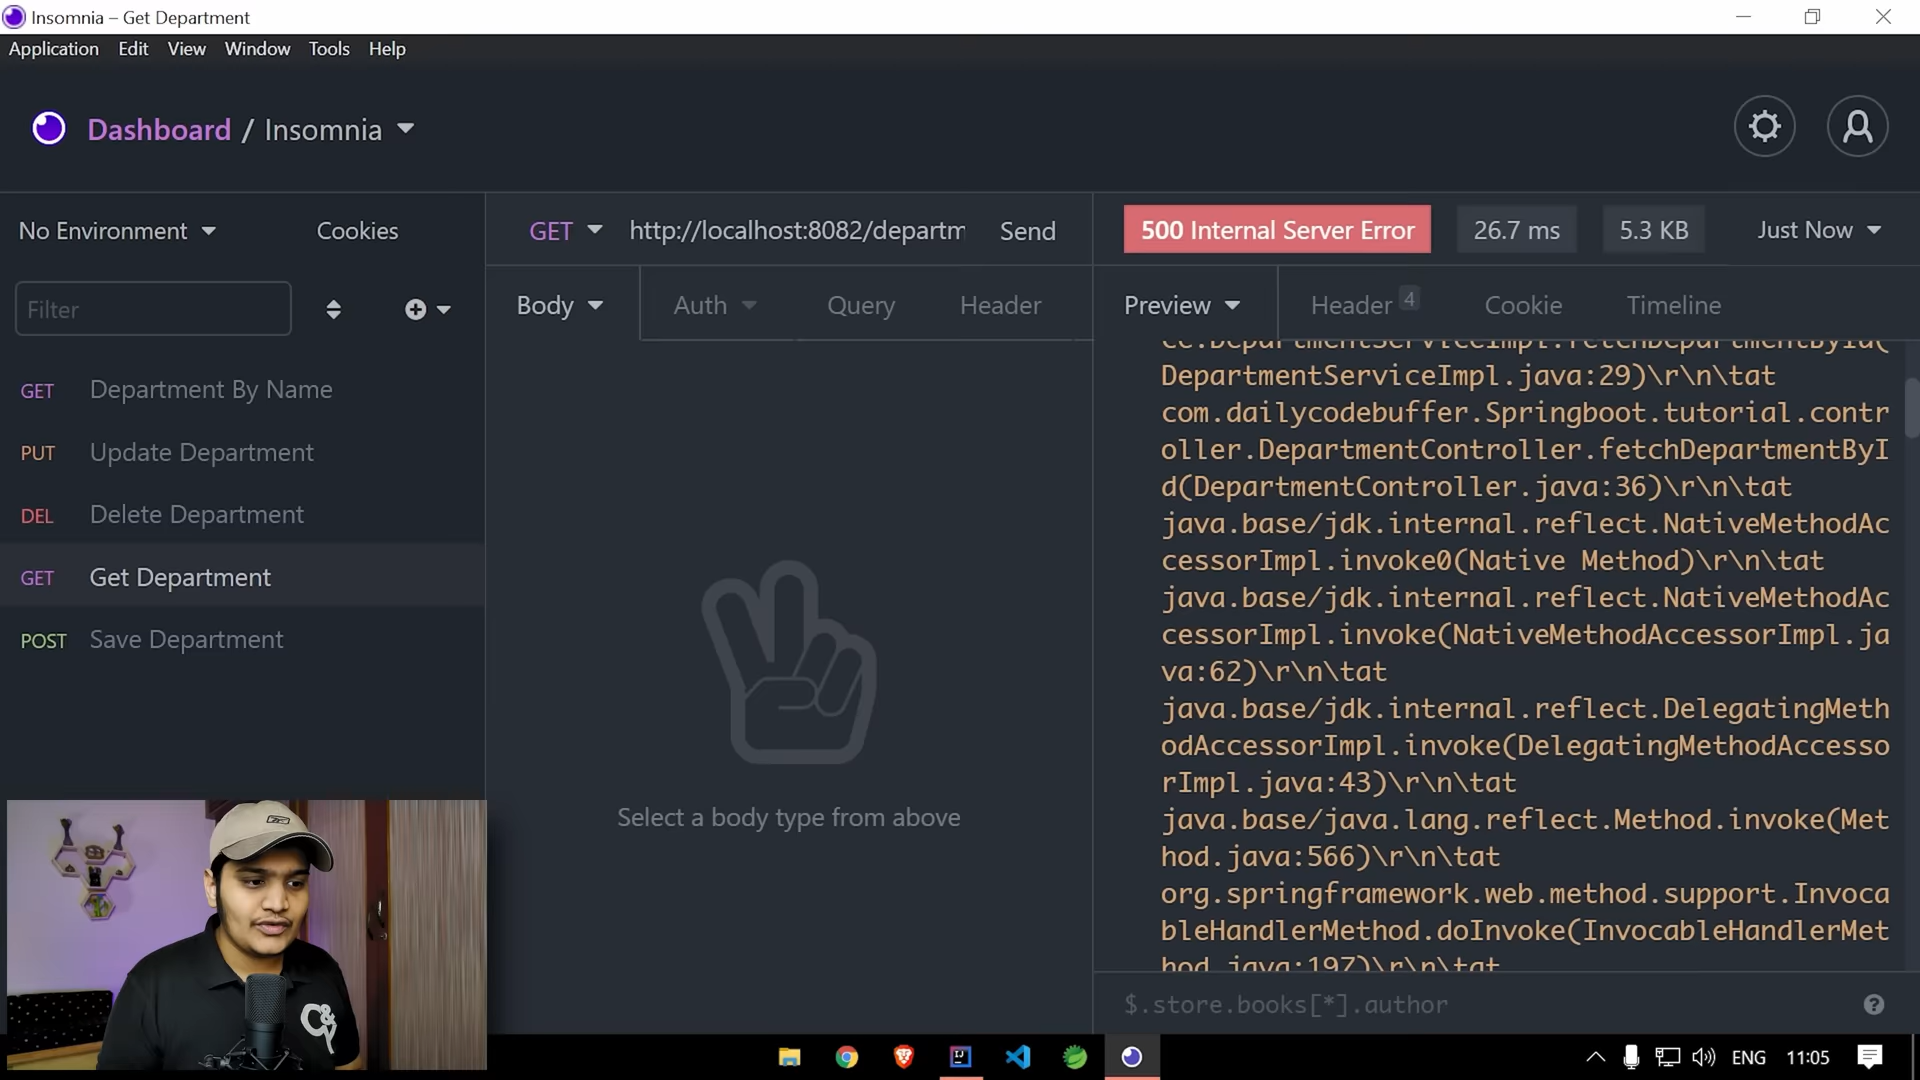 Insomnia – Get Department
Application Edit View Window Tools Help
Dashboard / Insomnia
No Environment Cookies
GET http://localhost:8082/departm Send
500 Internal Server Error 26.7 ms 5.3 KB Just Now
Filter
Body Auth Query Header
Preview Header 4 Cookie Timeline
GET Department By Name
PUT Update Department
DEL Delete Department
GET Get Department
POST Save Department
Select a body type from above
ce.DepartmentServiceImpl.fetchDepartmentById(
DepartmentServiceImpl.java:29)\r\n\tat
com.dailycodebuffer.Springboot.tutorial.contr
oller.DepartmentController.fetchDepartmentByI
d(DepartmentController.java:36)\r\n\tat
java.base/jdk.internal.reflect.NativeMethodAc
cessorImpl.invoke0(Native Method)\r\n\tat
java.base/jdk.internal.reflect.NativeMethodAc
cessorImpl.invoke(NativeMethodAccessorImpl.ja
va:62)\r\n\tat
java.base/jdk.internal.reflect.DelegatingMeth
odAccessorImpl.invoke(DelegatingMethodAccesso
rImpl.java:43)\r\n\tat
java.base/java.lang.reflect.Method.invoke(Met
hod.java:566)\r\n\tat
org.springframework.web.method.support.Invoca
bleHandlerMethod.doInvoke(InvocableHandlerMet
hod.java:197)\r\n\tat
$.store.books[*].author
ENG 11:05